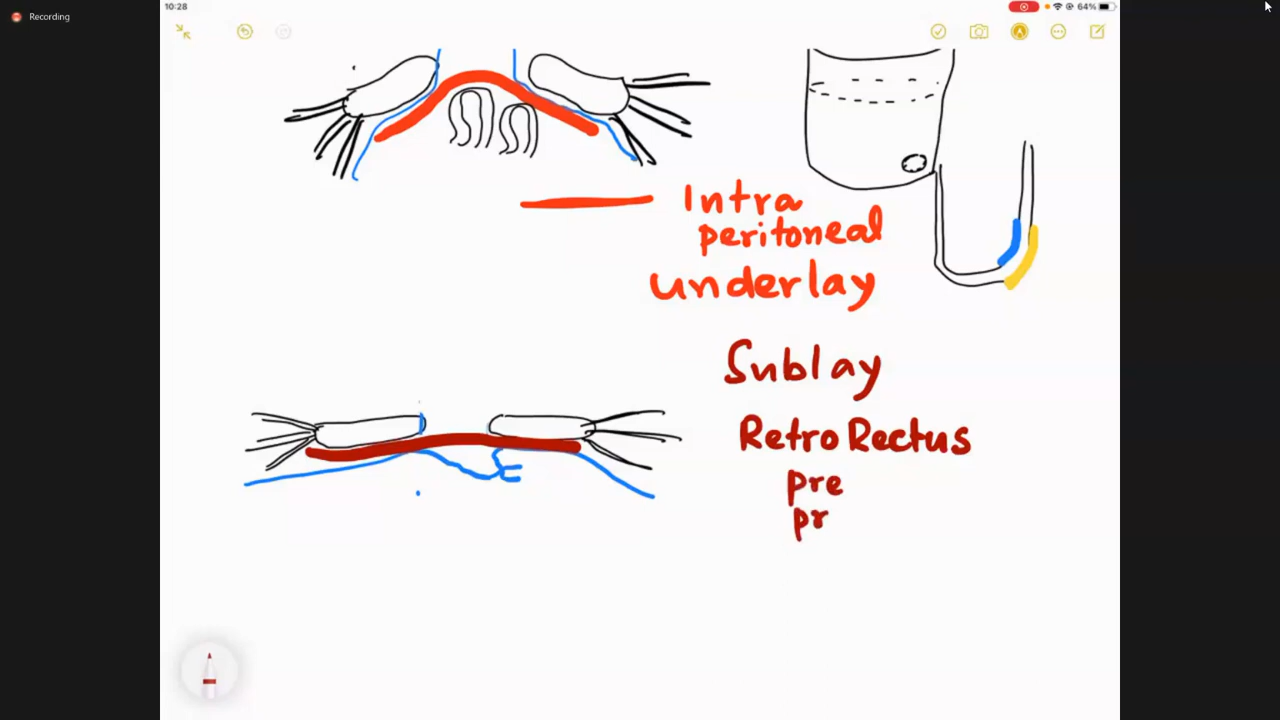 Recording
10:28
64%
Intra
peritoneal
underlay
Sublay
Retro Rectus
pre
pr